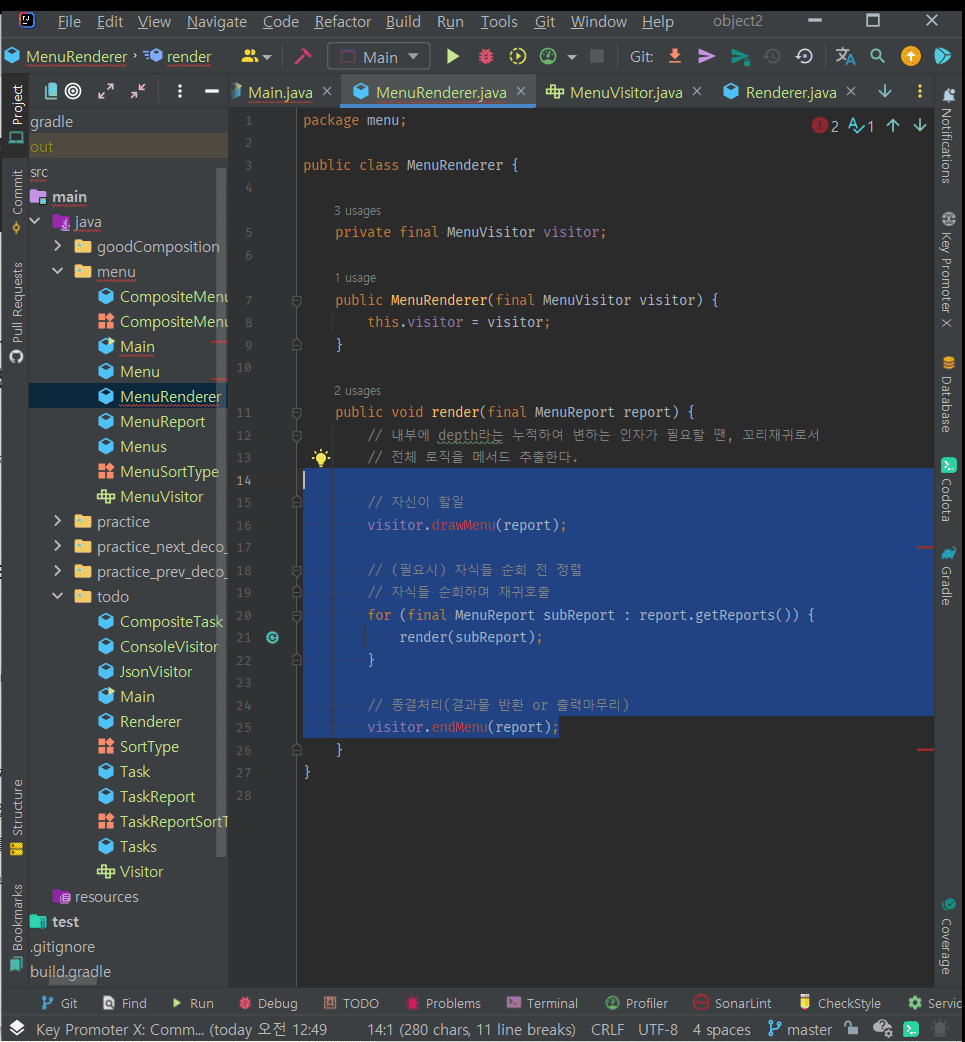 File Edit View Navigate Code Refactor Build Run Tools Git Window Help object2
MenuRenderer render Main Git:
Project
Commit
Pull Requests
Structure
Bookmarks
gradle
out
src
main
java
goodComposition
menu
CompositeMenu
CompositeMenu
Main
Menu
MenuRenderer
MenuReport
Menus
MenuSortType
MenuVisitor
practice
practice_next_deco_
practice_prev_deco_
todo
CompositeTask
ConsoleVisitor
JsonVisitor
Main
Renderer
SortType
Task
TaskReport
TaskReportSortT
Tasks
Visitor
resources
test
.gitignore
build.gradle
Main.java MenuRenderer.java MenuVisitor.java Renderer.java
2 1
1 package menu;
2
3 public class MenuRenderer {
4
3 usages
5 private final MenuVisitor visitor;
6
1 usage
7 public MenuRenderer(final MenuVisitor visitor) {
8 this.visitor = visitor;
9 }
10
2 usages
11 public void render(final MenuReport report) {
12 // 내부에 depth라는 누적하여 변하는 인자가 필요할 땐, 꼬리재귀로서
13 // 전체 로직을 메서드 추출한다.
14
15 // 자신이 할일
16 visitor.drawMenu(report);
17
18 // (필요시) 자식들 순회 전 정렬
19 // 자식들 순회하며 재귀호출
20 for (final MenuReport subReport : report.getReports()) {
21 render(subReport);
22 }
23
24 // 종결처리(결과물 반환 or 출력마무리)
25 visitor.endMenu(report);
26 }
27 }
28
Notifications
Key Promoter X
Database
Codota
Gradle
Coverage
Git Find Run Debug TODO Problems Terminal Profiler SonarLint CheckStyle Servic
Key Promoter X: Comm... (today 오전 12:49 14:1 (280 chars, 11 line breaks) CRLF UTF-8 4 spaces master